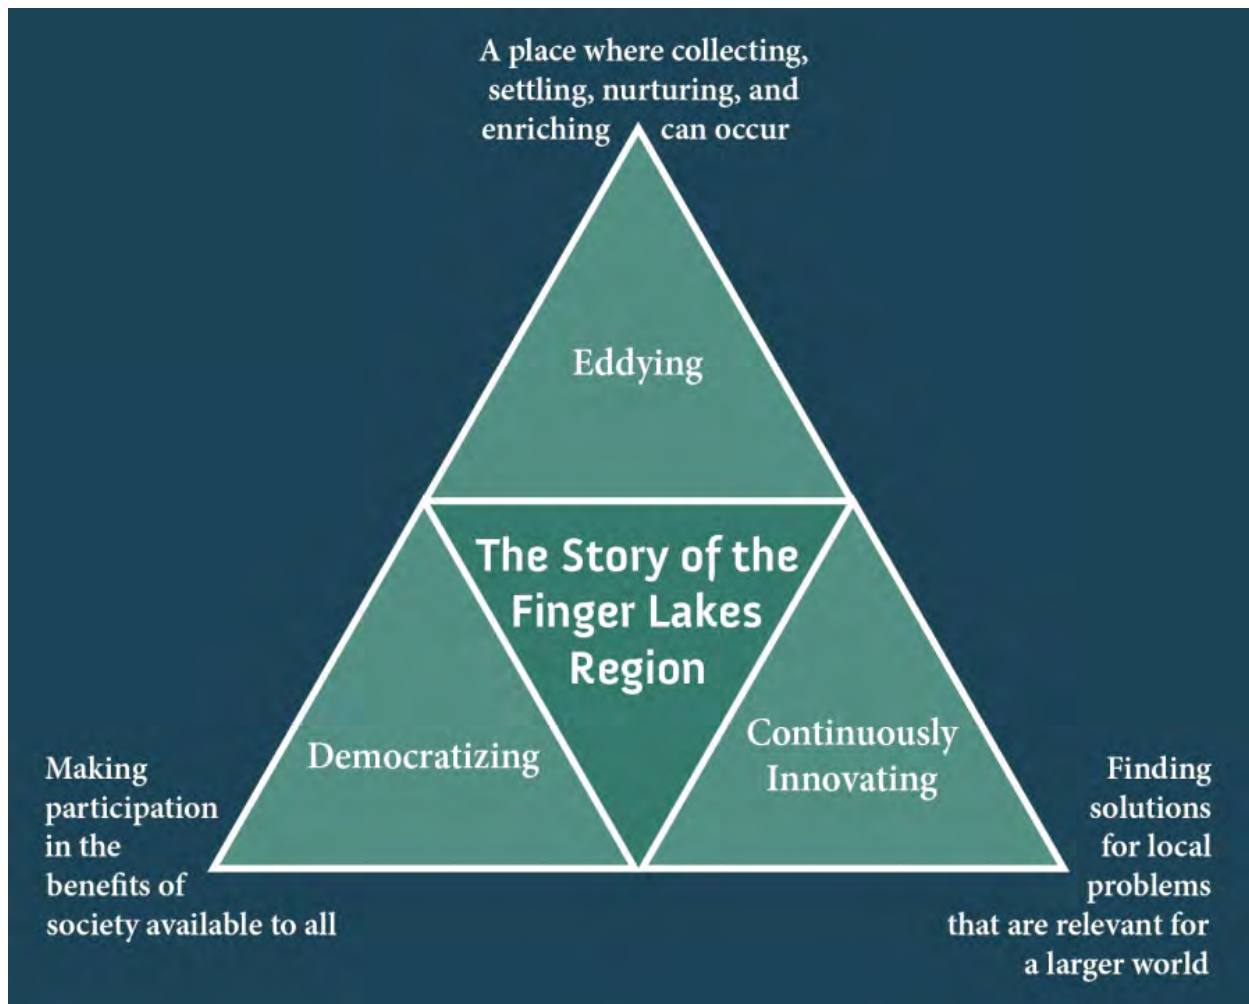 A place where collecting,
settling, nurturing, and
enriching can occur
Eddying
The Story of the
Finger Lakes
Region
Democratizing
Continuously
Innovating
Making
participation
in the
benefits of
society available to all
Finding
solutions
for local
problems
that are relevant for
a larger world